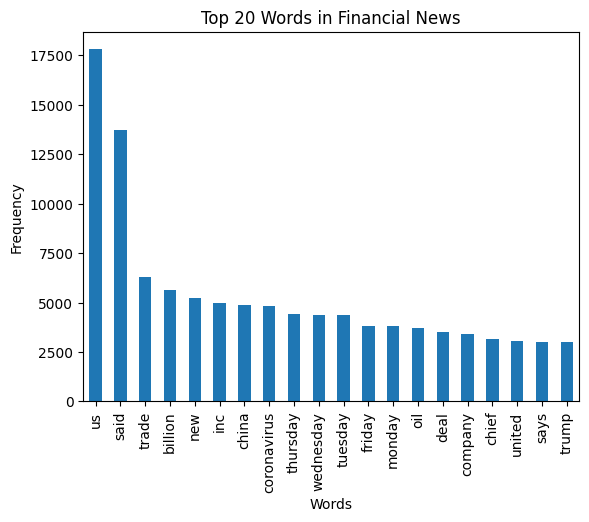 Top 20 Words in Financial News
Frequency
17500
15000
12500
10000
7500
5000
2500
0
us
said
trade
billion
new
inc
china
coronavirus
thursday
wednesday
tuesday
friday
monday
oil
deal
company
chief
united
says
trump
Words